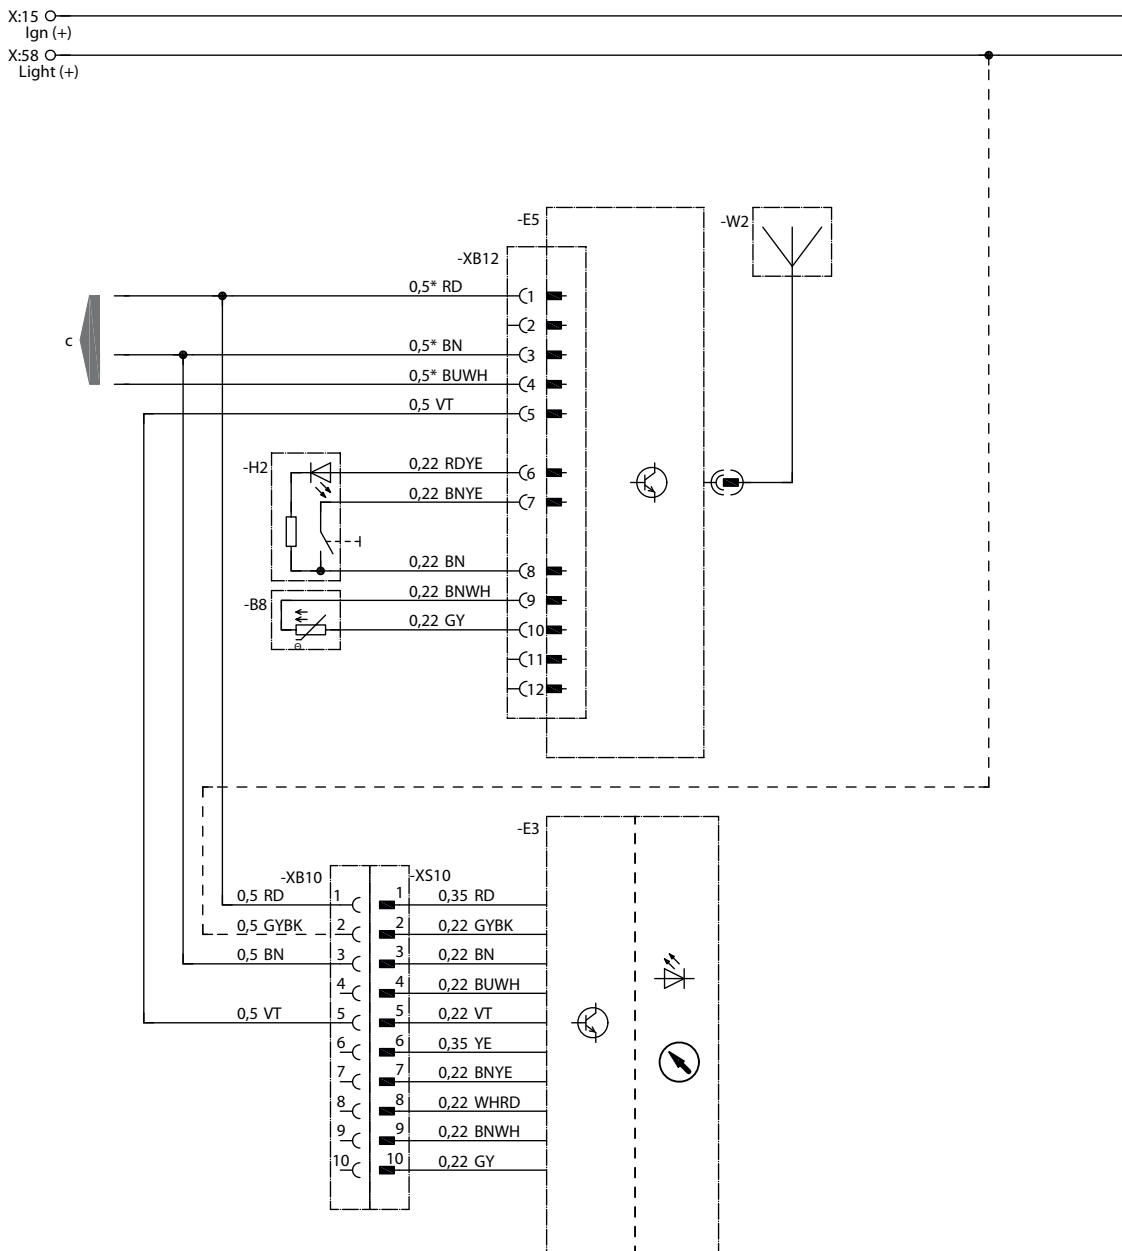 X:15
Ign (+)
X:58
Light (+)
-E5
-W2
-XB12
c
0,5* RD
1
2
0,5* BN
3
0,5* BUWH
4
0,5 VT
5
-H2
0,22 RDYE
6
0,22 BNYE
7
0,22 BN
8
-B8
0,22 BNWH
9
0,22 GY
10
11
12
Θ
-E3
-XB10
-XS10
0,5 RD
1
1
0,35 RD
0,5 GYBK
2
2
0,22 GYBK
0,5 BN
3
3
0,22 BN
4
4
0,22 BUWH
0,5 VT
5
5
0,22 VT
6
6
0,35 YE
7
7
0,22 BNYE
8
8
0,22 WHRD
9
9
0,22 BNWH
10
10
0,22 GY